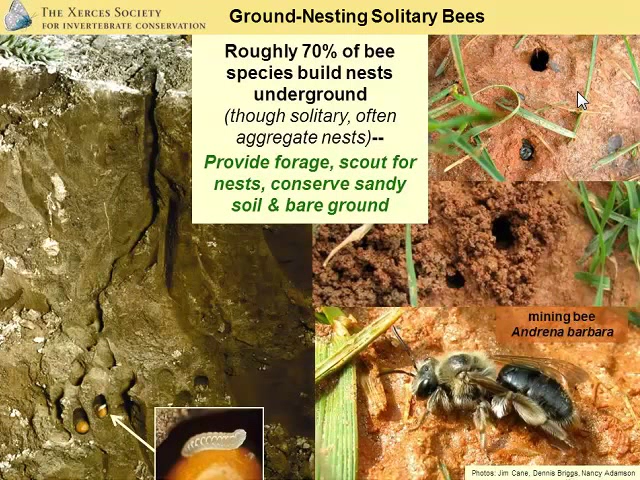 THE XERCES SOCIETY
FOR INVERTEBRATE CONSERVATION
Ground-Nesting Solitary Bees
Roughly 70% of bee
species build nests
underground
(though solitary, often
aggregate nests)--
Provide forage, scout for
nests, conserve sandy
soil & bare ground
mining bee
Andrena barbara
Photos: Jim Cane, Dennis Briggs, Nancy Adamson